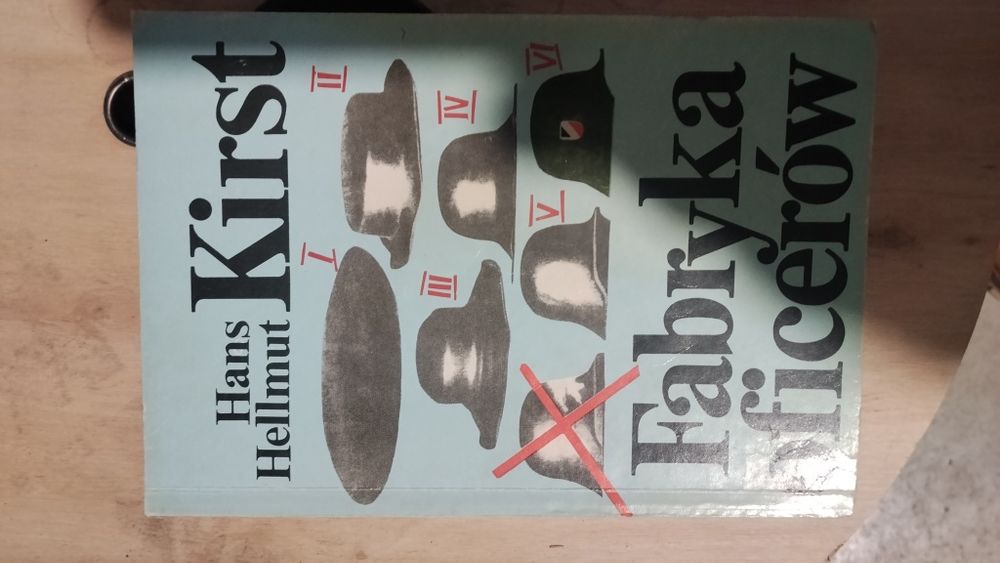 Hans
Hellmut Kirst
I II
III IV
V VI
Fabryka
oficerów